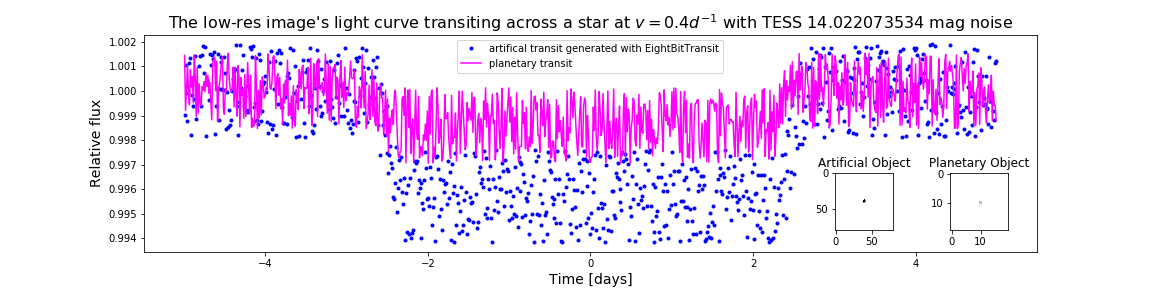 The low-res image's light curve transiting across a star at v = 0.4d⁻¹ with TESS 14.022073534 mag noise
artifical transit generated with EightBitTransit
planetary transit
Relative flux
1.002
1.001
1.000
0.999
0.998
0.997
0.996
0.995
0.994
Artificial Object
0
50
0 50
Planetary Object
0
10
0 10
−4 −2 0 2 4
Time [days]